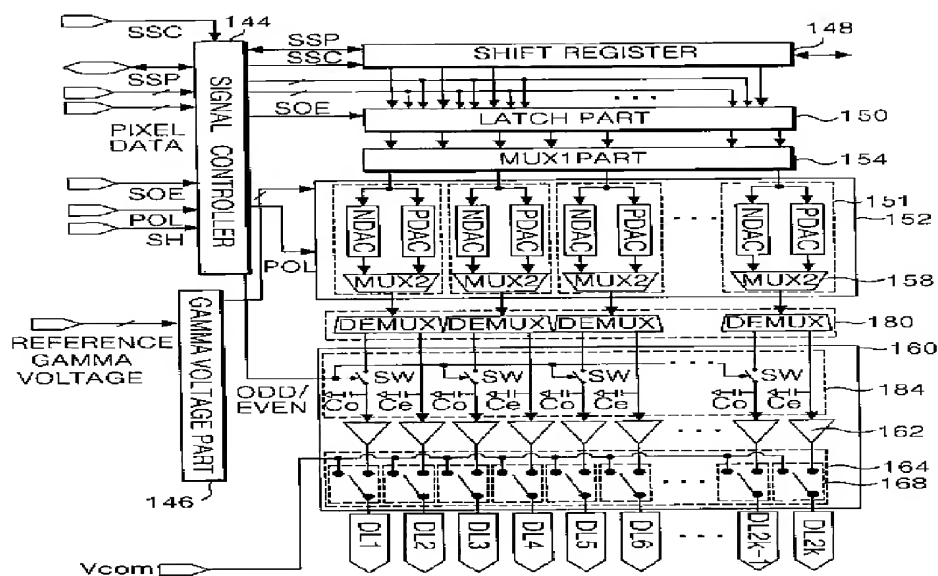 SSC
144
SSP
SSC
SHIFT REGISTER
148
SSP
SIGNAL CONTROLLER
SOE
PIXEL
DATA
LATCH PART
150
MUX1PART
154
SOE
POL
SH
POL
NDAC PDAC NDAC PDAC NDAC PDAC NDAC PDAC
151
152
MUX2 MUX2 MUX2 MUX2
158
GAMMA VOLTAGE PART
REFERENCE
GAMMA
VOLTAGE
DEMUX DEMUX DEMUX DEMUX
180
160
ODD/
EVEN
SW SW SW SW
Co Ce Co Ce Co Ce Co Ce
184
162
164
168
146
DL1 DL2 DL3 DL4 DL5 DL6 DL2k-1 DL2k
Vcom